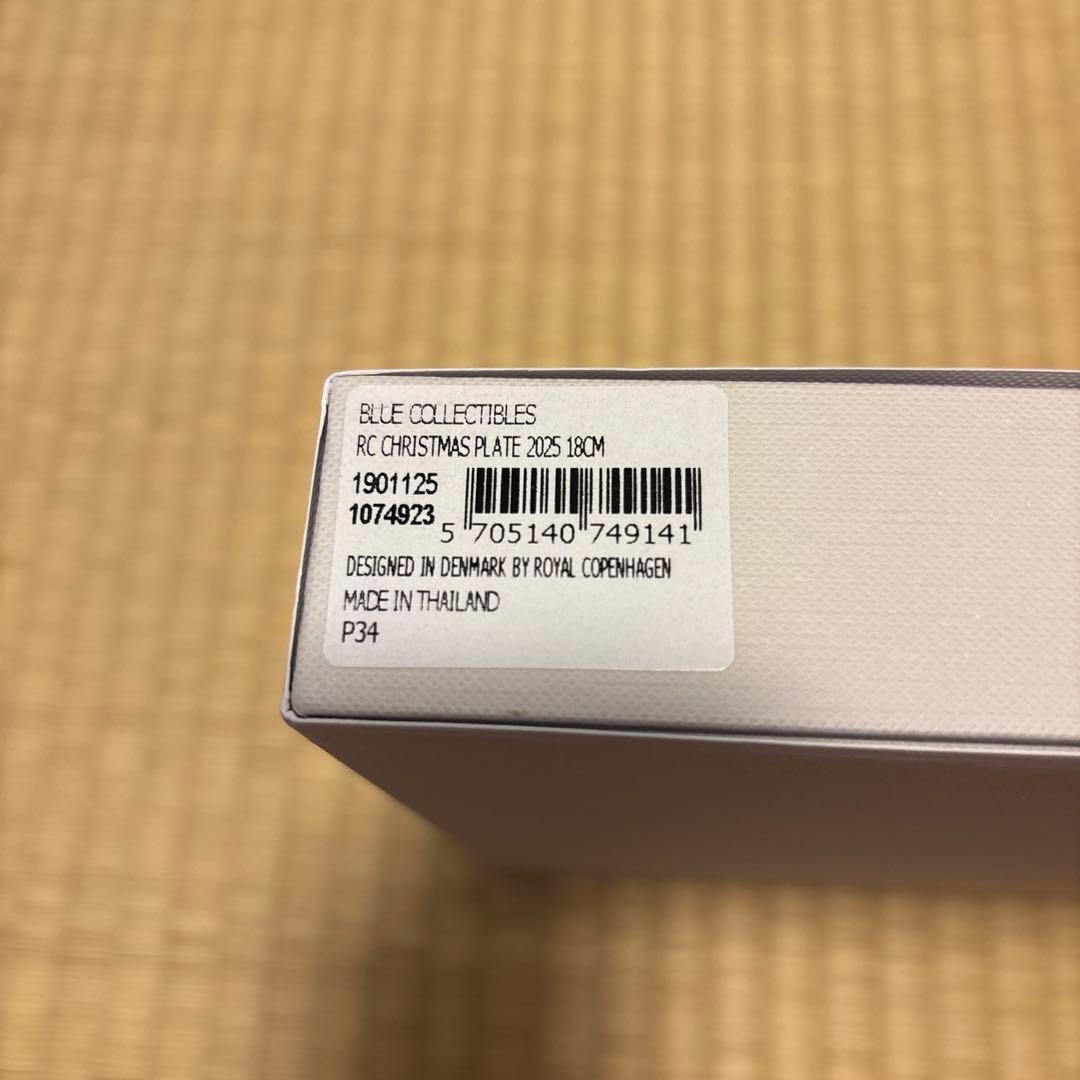 BLUE COLLECTIBLES
RC CHRISTMAS PLATE 2025 18CM
1901125
1074923
5 705140 749141
DESIGNED IN DENMARK BY ROYAL COPENHAGEN
MADE IN THAILAND
P34